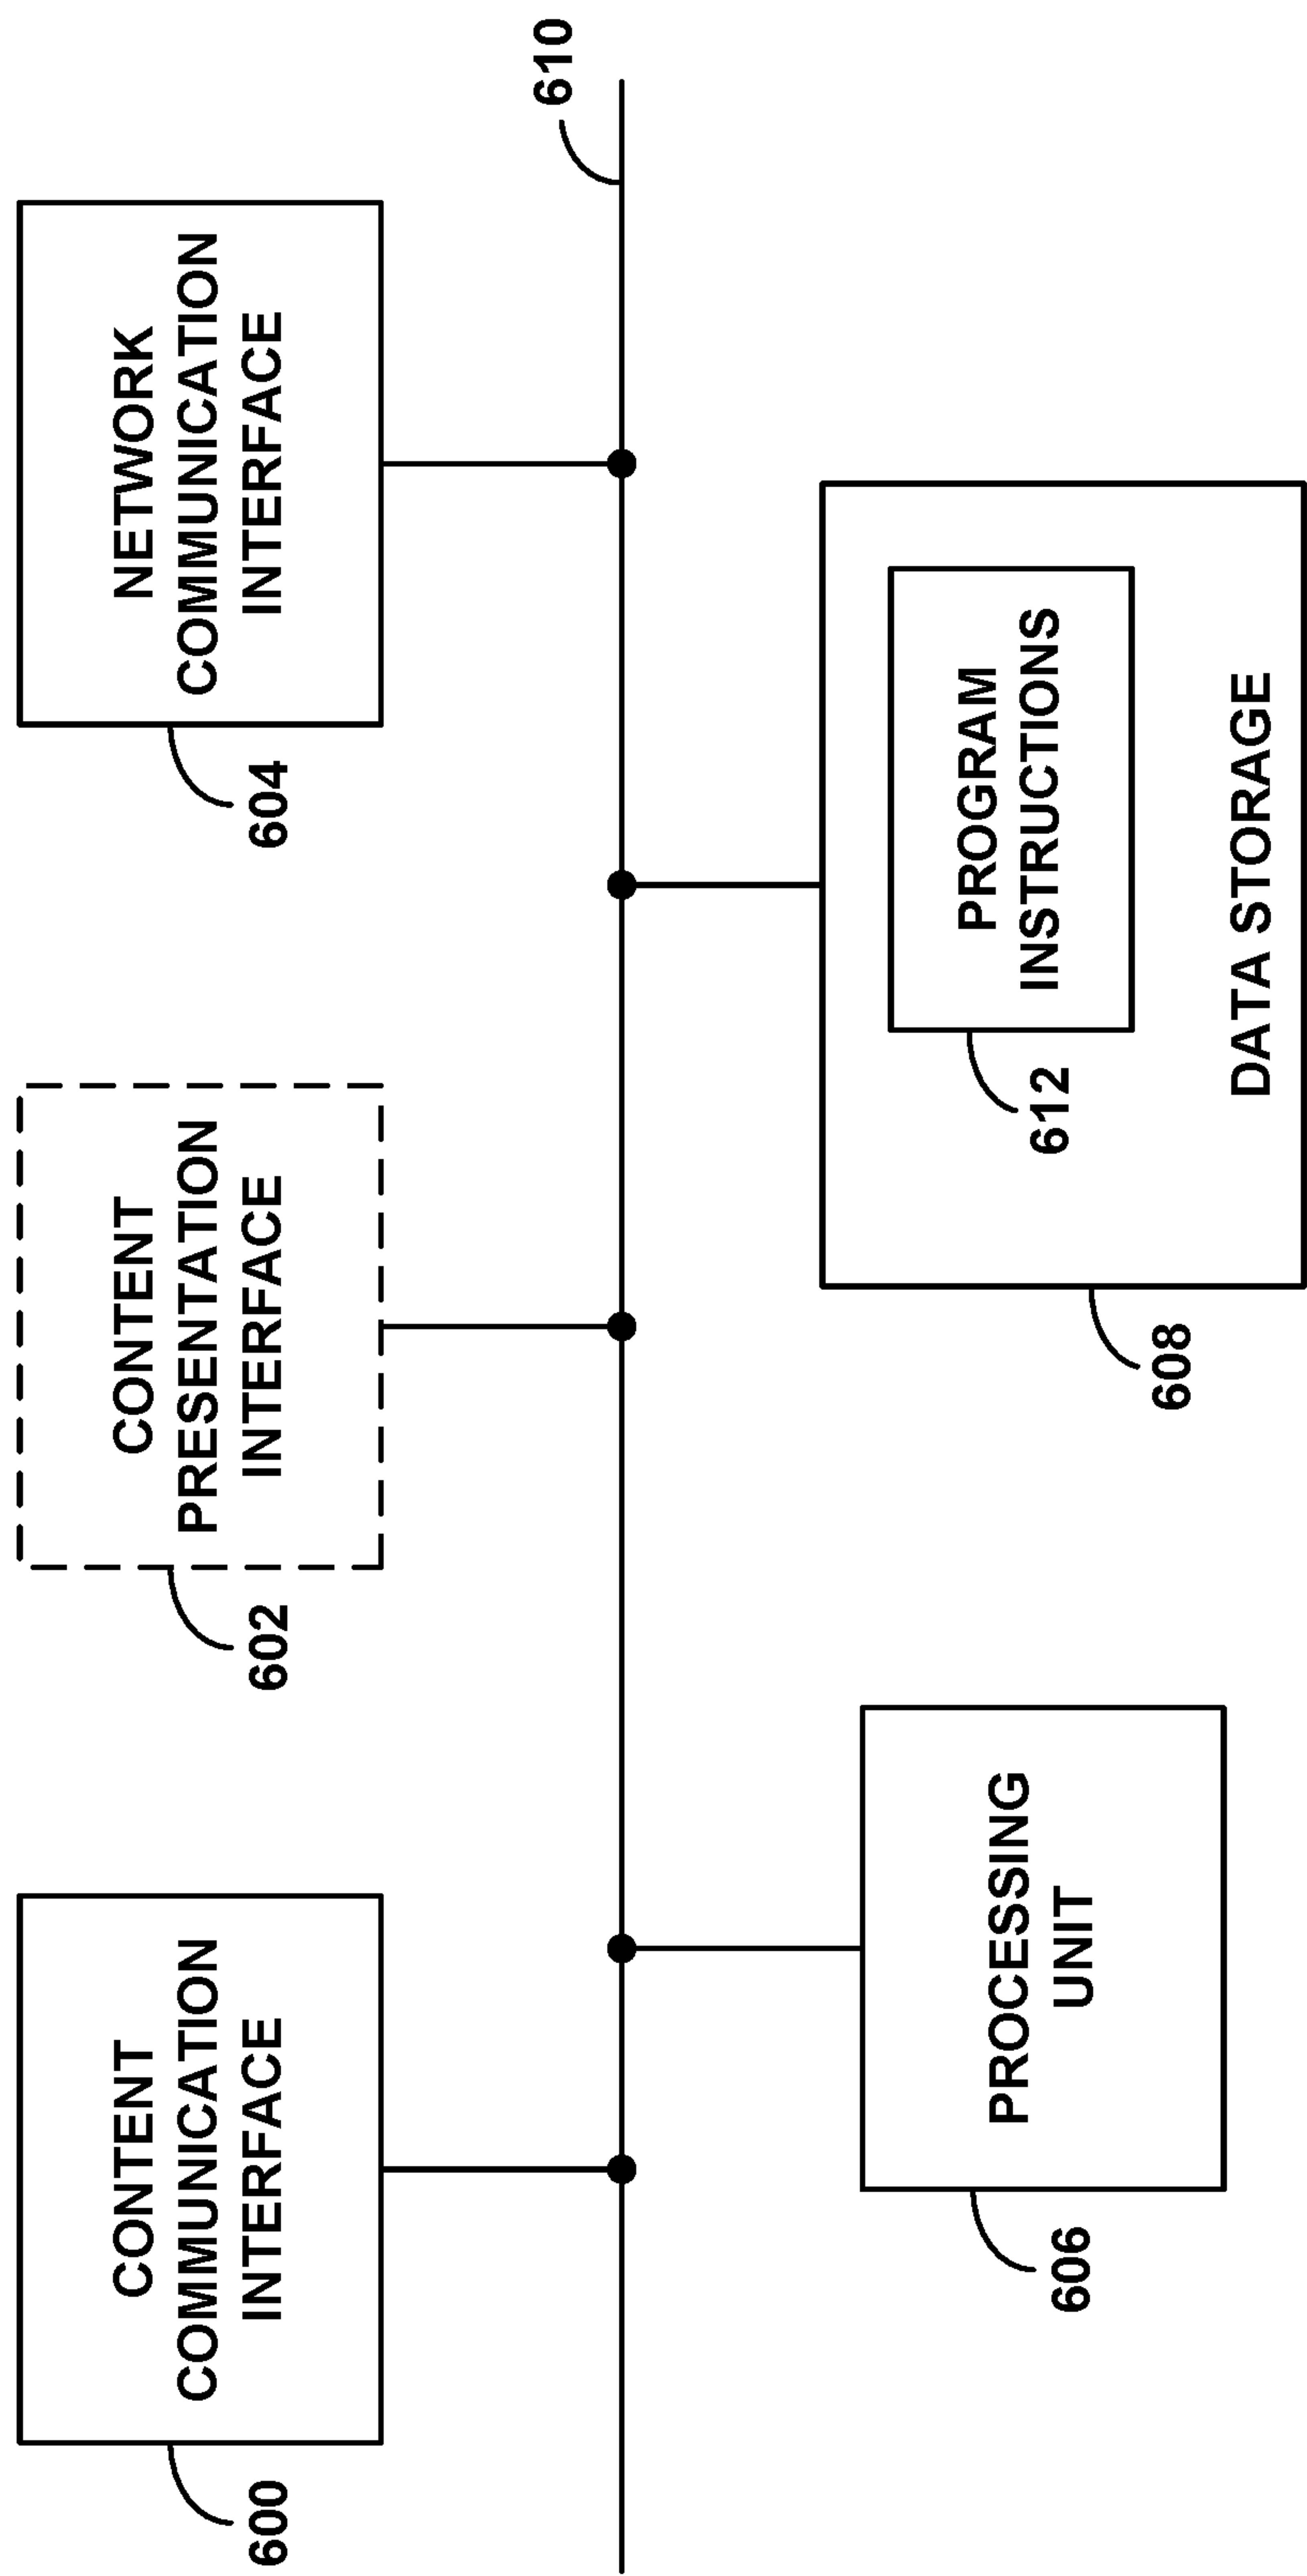 CONTENT
COMMUNICATION
INTERFACE
600
CONTENT
PRESENTATION
INTERFACE
602
NETWORK
COMMUNICATION
INTERFACE
604
610
PROCESSING
UNIT
606
PROGRAM
INSTRUCTIONS
612
DATA STORAGE
608